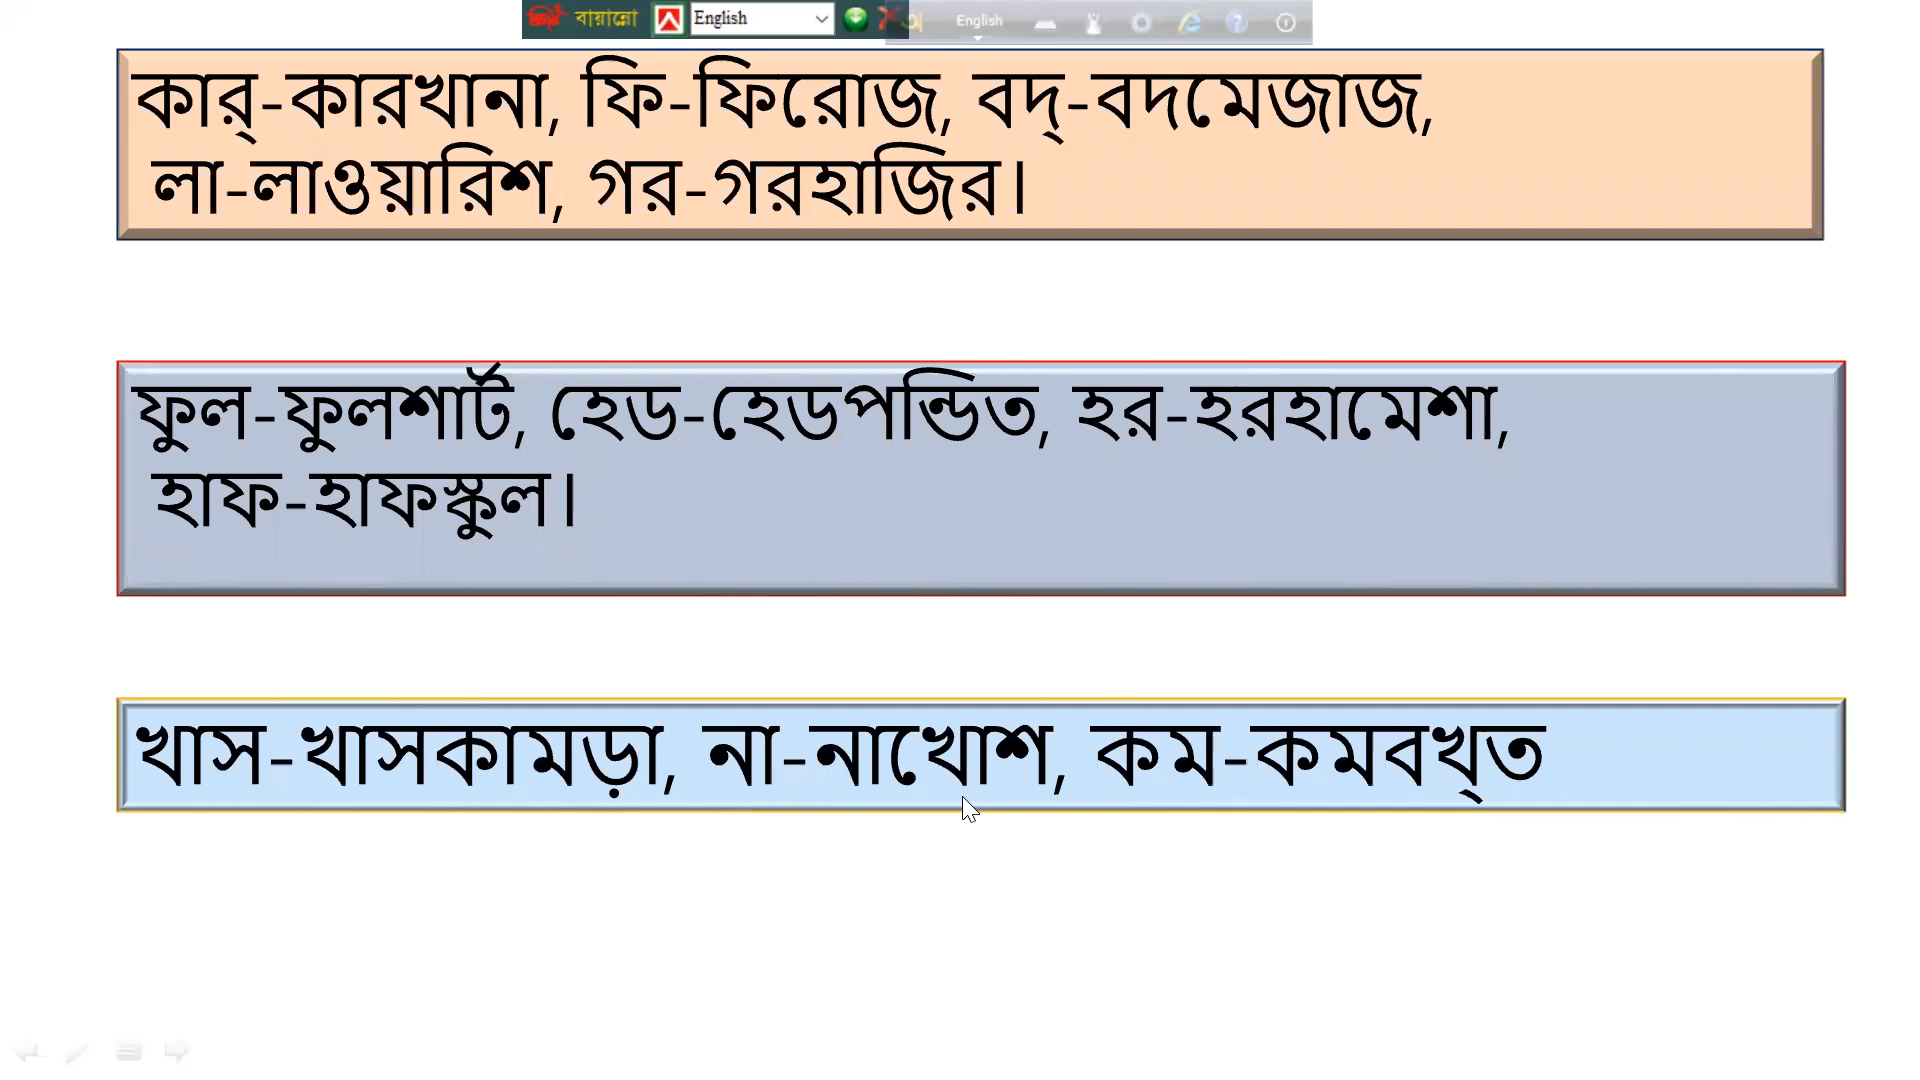 বায়ান্নো English English
কার্-কারখানা, ফি-ফিরোজ, বদ্-বদমেজাজ,
লা-লাওয়ারিশ, গর-গরহাজির।
ফুল-ফুলশার্ট, হেড-হেডপন্ডিত, হর-হরহামেশা,
হাফ-হাফস্কুল।
খাস-খাসকামড়া, না-নাখোশ, কম-কমবখ্ত